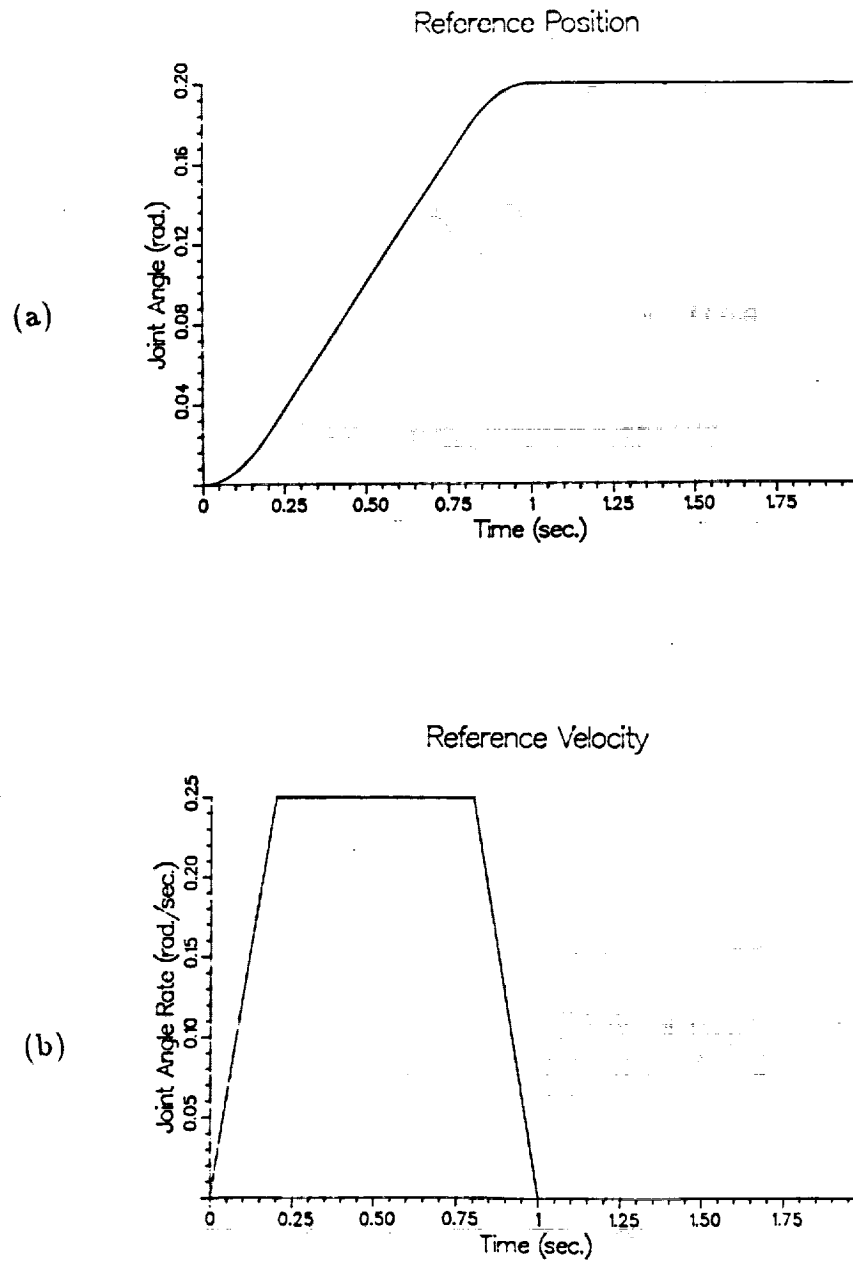 Reference Position
(a)
Joint Angle (rad.)
0.20
0.16
0.12
0.08
0.04
0 0.25 0.50 0.75 1 1.25 1.50 1.75
Time (sec.)
Reference Velocity
(b)
Joint Angle Rate (rad./sec.)
0.25
0.20
0.15
0.10
0.05
0 0.25 0.50 0.75 1 1.25 1.50 1.75
Time (sec.)